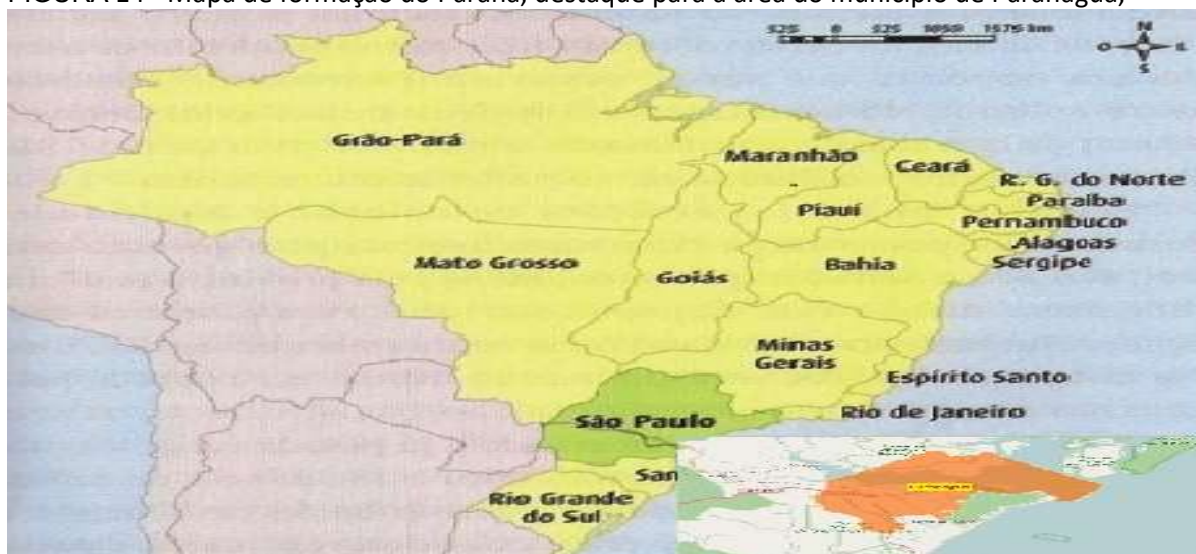 FIGURA 14 - Mapa de formação do Paraná, destaque para a área do município de Paranaguá,
525 0 525 1050 1575 km
N
O L
S
Grão-Pará
Maranhão
Ceará
R. G. do Norte
Paraíba
Piauí
Pernambuco
Alagoas
Sergipe
Mato Grosso
Goiás
Bahia
Minas
Gerais
Espírito Santo
São Paulo
Rio de Janeiro
San
Rio Grande
do Sul